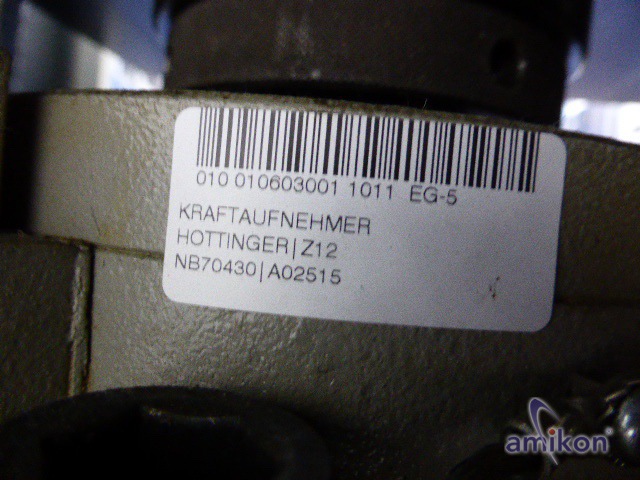 010 010603001 1011 EG-5
KRAFTAUFNEHMER
HOTTINGER|Z12
NB70430|A02515
amikon®